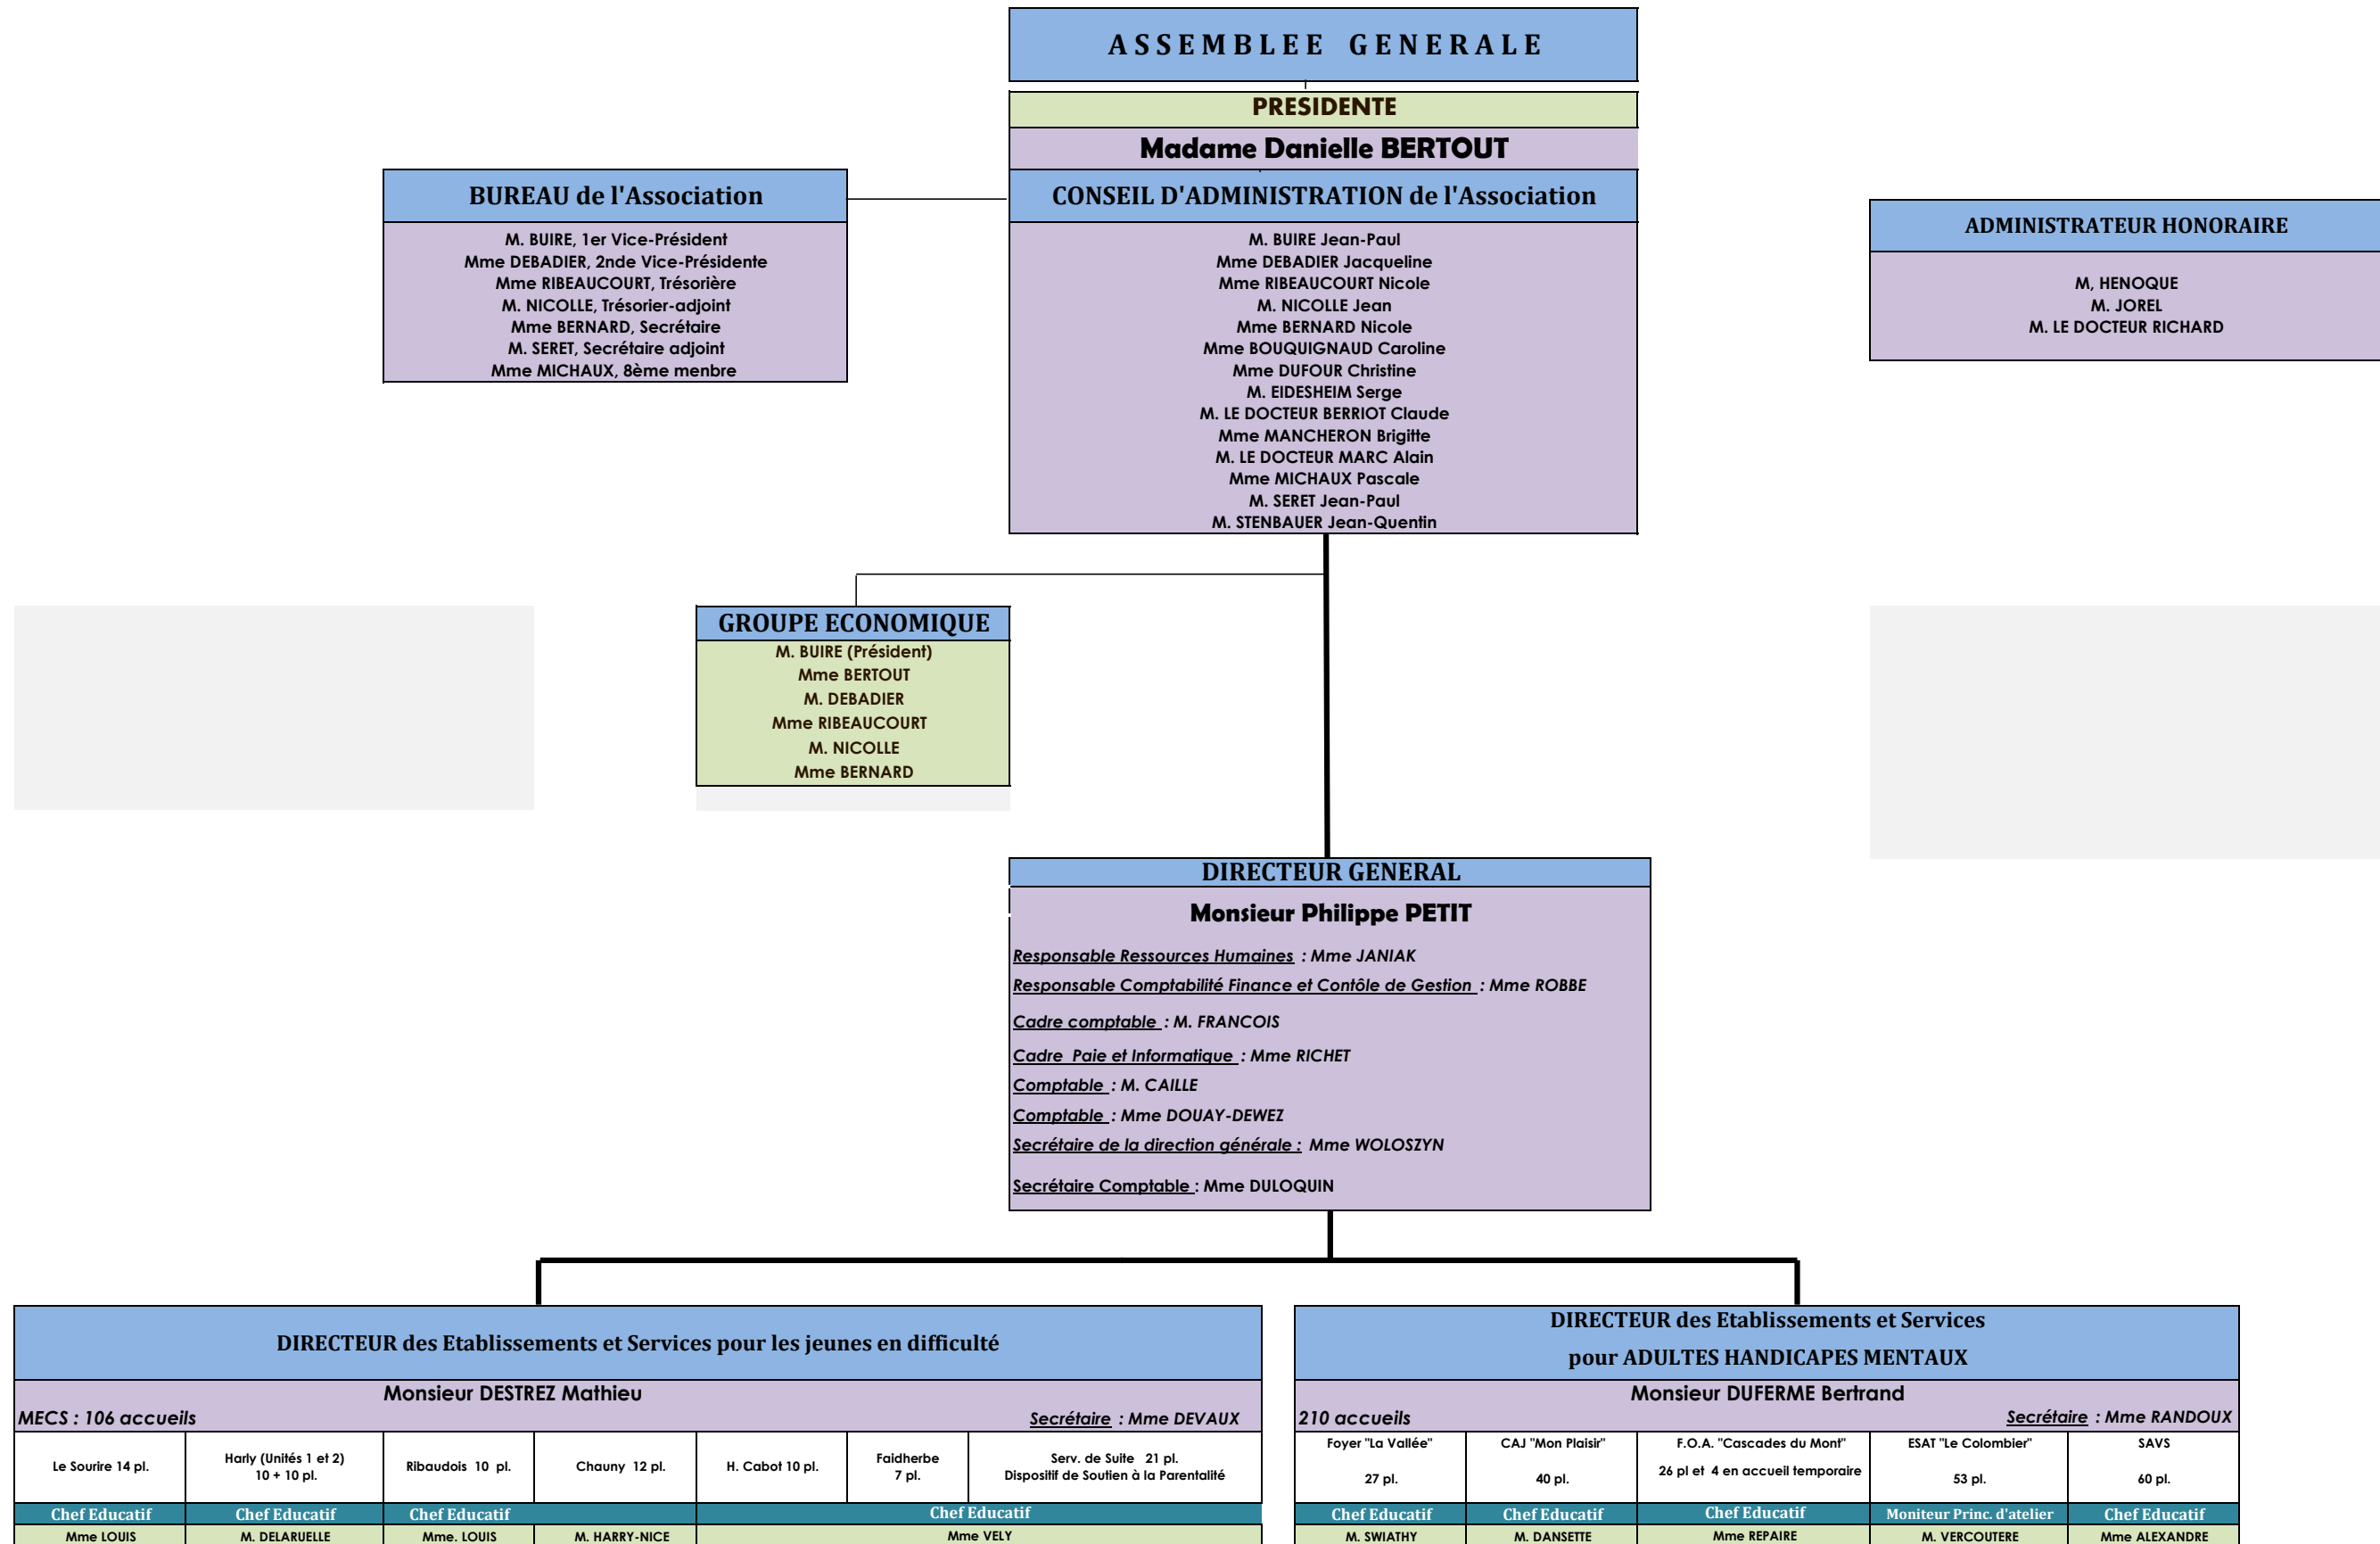 ASSEMBLEE GENERALE
PRESIDENTE
Madame Danielle BERTOUT
BUREAU de l'Association
M. BUIRE, 1er Vice-Président
Mme DEBADIER, 2nde Vice-Présidente
Mme RIBEAUCOURT, Trésorière
M. NICOLLE, Trésorier-adjoint
Mme BERNARD, Secrétaire
M. SERET, Secrétaire adjoint
Mme MICHAUX, 8ème menbre
CONSEIL D'ADMINISTRATION de l'Association
M. BUIRE Jean-Paul
Mme DEBADIER Jacqueline
Mme RIBEAUCOURT Nicole
M. NICOLLE Jean
Mme BERNARD Nicole
Mme BOUQUIGNAUD Caroline
Mme DUFOUR Christine
M. EIDESHEIM Serge
M. LE DOCTEUR BERRIOT Claude
Mme MANCHERON Brigitte
M. LE DOCTEUR MARC Alain
Mme MICHAUX Pascale
M. SERET Jean-Paul
M. STENBAUER Jean-Quentin
ADMINISTRATEUR HONORAIRE
M, HENOQUE
M. JOREL
M. LE DOCTEUR RICHARD
GROUPE ECONOMIQUE
M. BUIRE (Président)
Mme BERTOUT
M. DEBADIER
Mme RIBEAUCOURT
M. NICOLLE
Mme BERNARD
DIRECTEUR GENERAL
Monsieur Philippe PETIT
Responsable Ressources Humaines : Mme JANIAK
Responsable Comptabilité Finance et Contôle de Gestion : Mme ROBBE
Cadre comptable : M. FRANCOIS
Cadre Paie et Informatique : Mme RICHET
Comptable : M. CAILLE
Comptable : Mme DOUAY-DEWEZ
Secrétaire de la direction générale : Mme WOLOSZYN
Secrétaire Comptable : Mme DULOQUIN
DIRECTEUR des Etablissements et Services pour les jeunes en difficulté
Monsieur DESTREZ Mathieu
MECS : 106 accueils
Secrétaire : Mme DEVAUX
Le Sourire 14 pl.
Harly (Unités 1 et 2)
10 + 10 pl.
Ribaudois 10 pl.
Chauny 12 pl.
H. Cabot 10 pl.
Faidherbe
7 pl.
Serv. de Suite 21 pl.
Dispositif de Soutien à la Parentalité
Chef Educatif
Chef Educatif
Chef Educatif
Chef Educatif
Mme LOUIS
M. DELARUELLE
Mme. LOUIS
M. HARRY-NICE
Mme VELY
DIRECTEUR des Etablissements et Services
pour ADULTES HANDICAPES MENTAUX
Monsieur DUFERME Bertrand
210 accueils
Secrétaire : Mme RANDOUX
Foyer "La Vallée"
27 pl.
CAJ "Mon Plaisir"
40 pl.
F.O.A. "Cascades du Mont"
26 pl et 4 en accueil temporaire
ESAT "Le Colombier"
53 pl.
SAVS
60 pl.
Chef Educatif
Chef Educatif
Chef Educatif
Moniteur Princ. d'atelier
Chef Educatif
M. SWIATHY
M. DANSETTE
Mme REPAIRE
M. VERCOUTERE
Mme ALEXANDRE